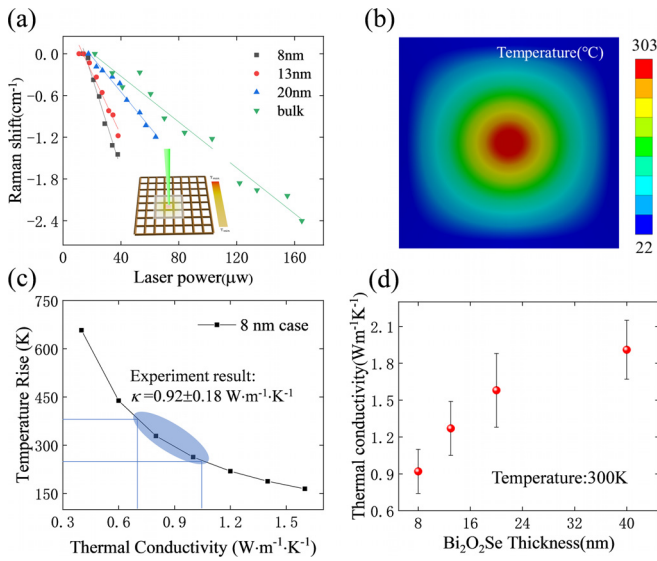 (a)
0.0
-0.6
-1.2
-1.8
-2.4
Raman shift(cm⁻¹)
8nm
13nm
20nm
bulk
0
40
80
120
160
Laser power(μw)
(b)
Temperature(℃)
303
22
(c)
750
600
450
300
150
Temperature Rise (K)
8 nm case
Experiment result:
κ=0.92±0.18 W·m⁻¹·K⁻¹
0.3
0.6
0.9
1.2
1.5
Thermal Conductivity (W·m⁻¹·K⁻¹)
(d)
2.1
1.8
1.5
1.2
0.9
0.6
Thermal conductivity(Wm⁻¹K⁻¹)
Temperature:300K
8
16
24
32
40
Bi₂O₂Se Thickness(nm)